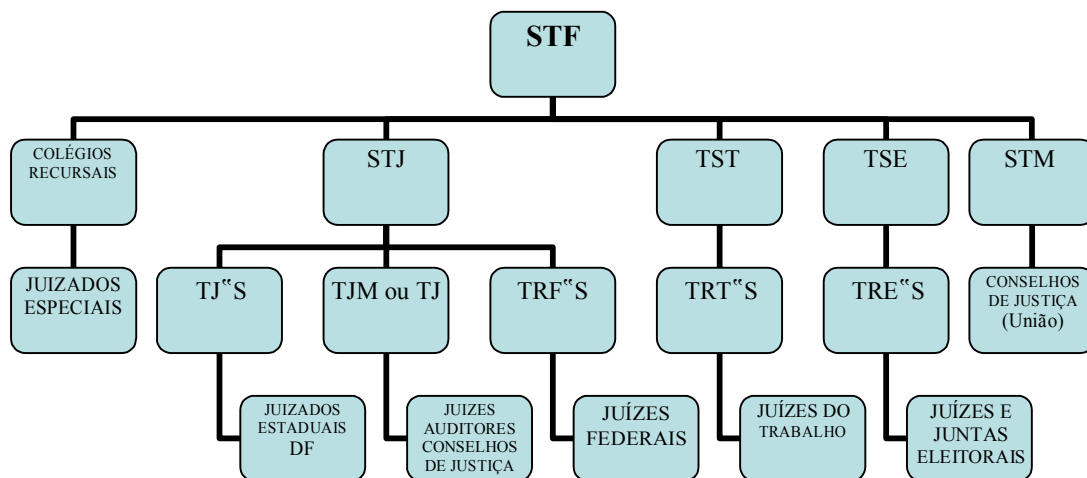 STF
COLÉGIOS
RECURSAIS
STJ
TST
TSE
STM
JUIZADOS
ESPECIAIS
TJ‟S
TJM ou TJ
TRF‟S
TRT‟S
TRE‟S
CONSELHOS
DE JUSTIÇA
(União)
JUIZADOS
ESTADUAIS
DF
JUIZES
AUDITORES
CONSELHOS
DE JUSTIÇA
JUÍZES
FEDERAIS
JUÍZES DO
TRABALHO
JUÍZES E
JUNTAS
ELEITORAIS